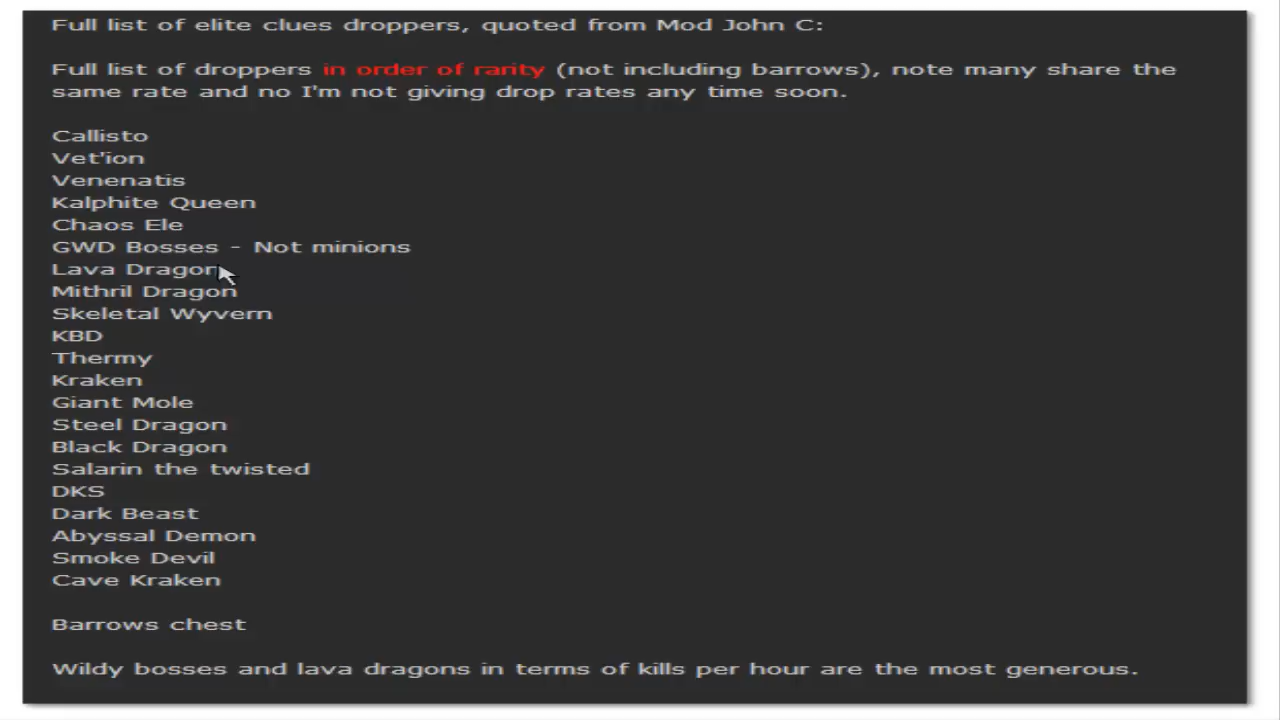 Full list of elite clues droppers, quoted from Mod John C:
Full list of droppers in order of rarity (not including barrows), note many share the
same rate and no I'm not giving drop rates any time soon.
Callisto
Vet'ion
Venenatis
Kalphite Queen
Chaos Ele
GWD Bosses - Not minions
Lava Dragon
Mithril Dragon
Skeletal Wyvern
KBD
Thermy
Kraken
Giant Mole
Steel Dragon
Black Dragon
Salarin the twisted
DKS
Dark Beast
Abyssal Demon
Smoke Devil
Cave Kraken
Barrows chest
Wildy bosses and lava dragons in terms of kills per hour are the most generous.